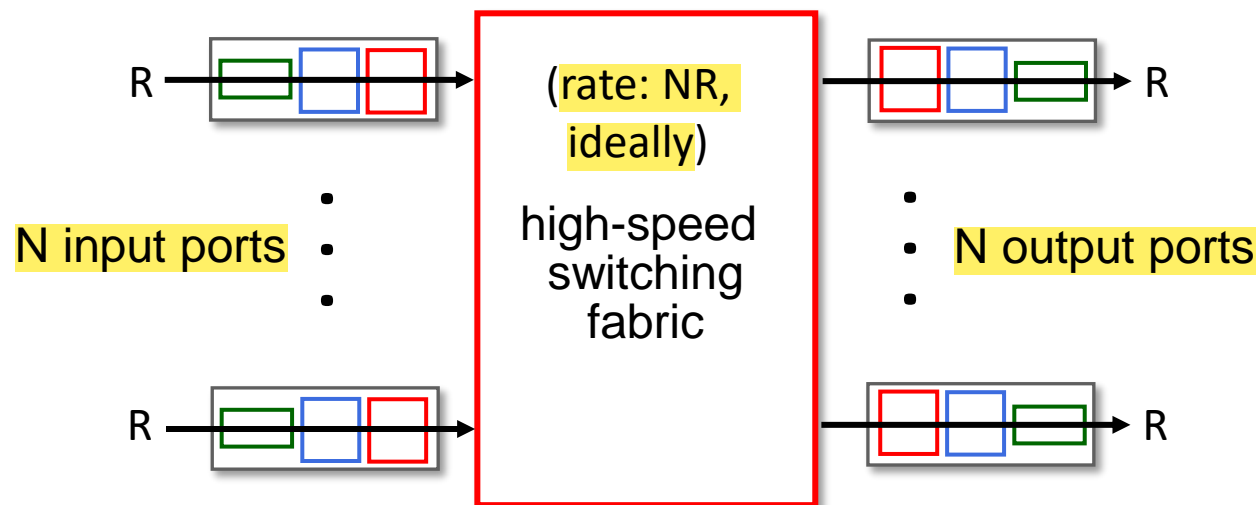 R
(rate: NR,
ideally)
R
N input ports
high-speed
switching
fabric
N output ports
R
R